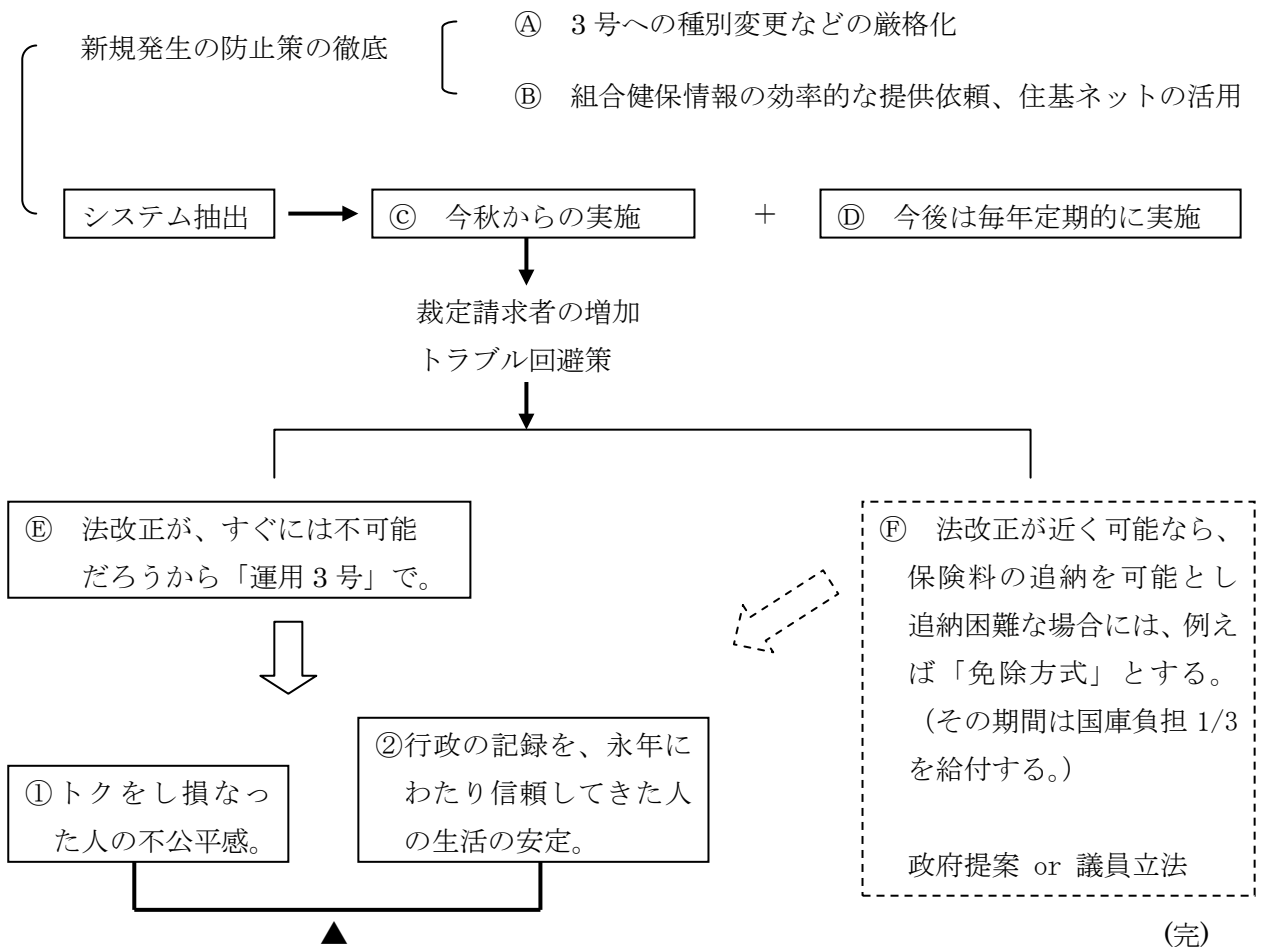 Ⓐ 3号への種別変更などの厳格化
新規発生の防止策の徹底
Ⓑ 組合健保情報の効率的な提供依頼、住基ネットの活用
システム抽出
Ⓒ 今秋からの実施
+
Ⓓ 今後は毎年定期的に実施
裁定請求者の増加
トラブル回避策
Ⓔ 法改正が、すぐには不可能
だろうから「運用3号」で。
Ⓕ 法改正が近く可能なら、
保険料の追納を可能とし
追納困難な場合には、例え
ば「免除方式」とする。
(その期間は国庫負担 1/3
を給付する。)
政府提案 or 議員立法
①トクをし損なっ
た人の不公平感。
②行政の記録を、永年に
わたり信頼してきた人
の生活の安定。
▲
(完)